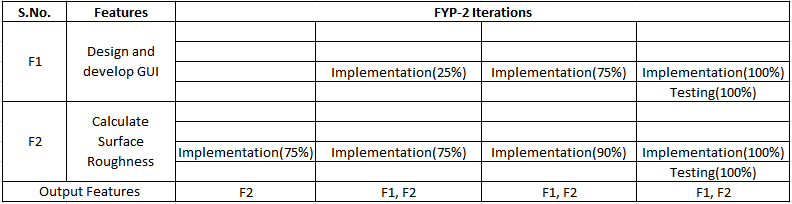 S.No. Features FYP-2 Iterations
F1 Design and develop GUI
Implementation(25%) Implementation(75%) Implementation(100%)
Testing(100%)
F2 Calculate Surface Roughness
Implementation(75%) Implementation(75%) Implementation(90%) Implementation(100%)
Testing(100%)
Output Features F2 F1, F2 F1, F2 F1, F2